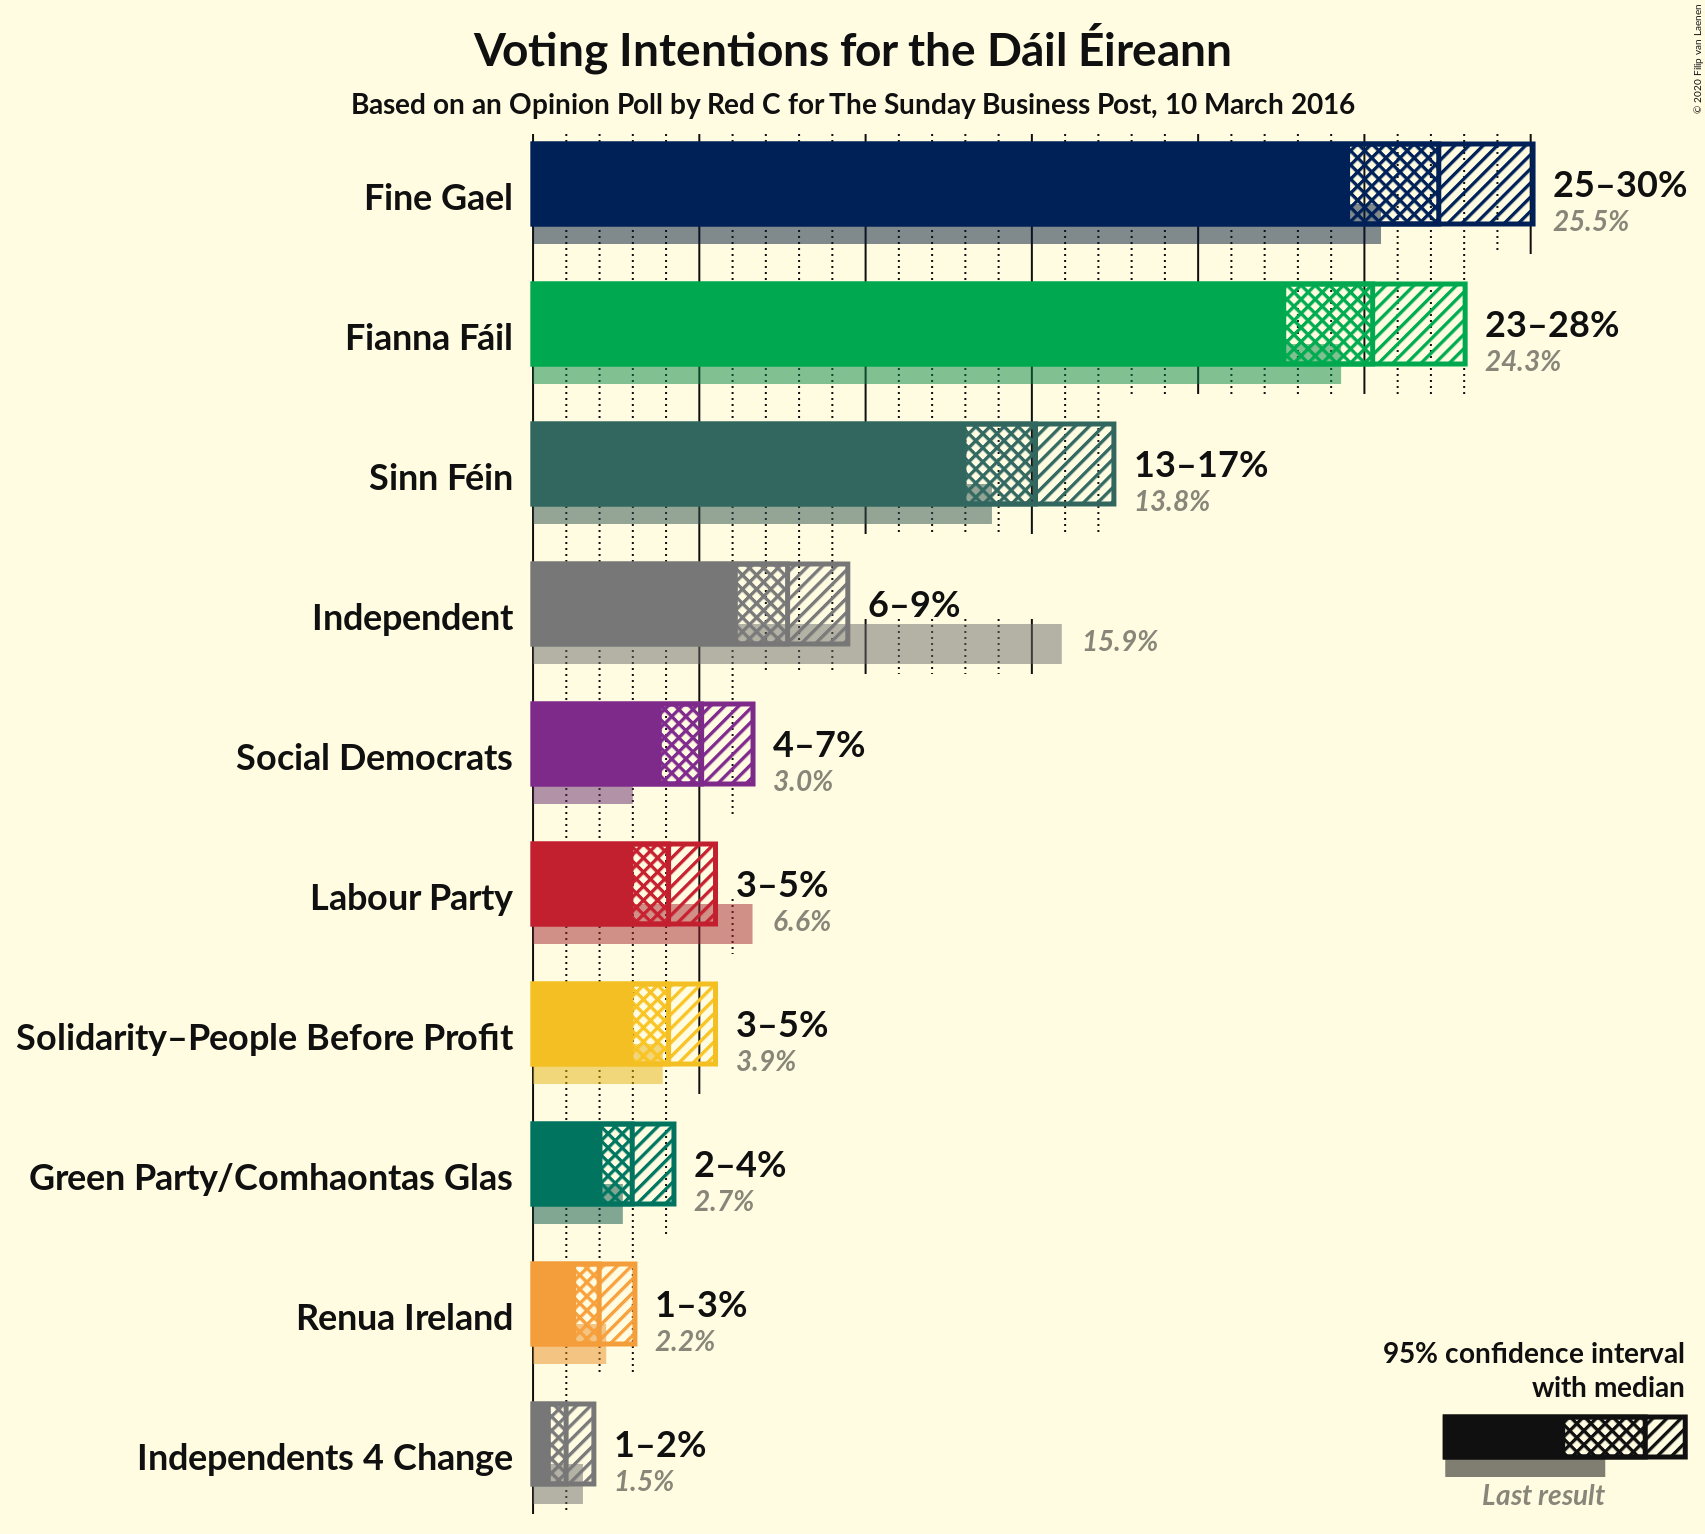 Voting Intentions for the Dáil Éireann
Based on an Opinion Poll by Red C for The Sunday Business Post, 10 March 2016
© 2020 Filip van Laenen
Fine Gael
25–30%
25.5%
Fianna Fáil
23–28%
24.3%
Sinn Féin
13–17%
13.8%
Independent
6–9%
15.9%
Social Democrats
4–7%
3.0%
Labour Party
3–5%
6.6%
Solidarity–People Before Profit
3–5%
3.9%
Green Party/Comhaontas Glas
2–4%
2.7%
Renua Ireland
1–3%
2.2%
Independents 4 Change
1–2%
1.5%
95% confidence interval
with median
Last result